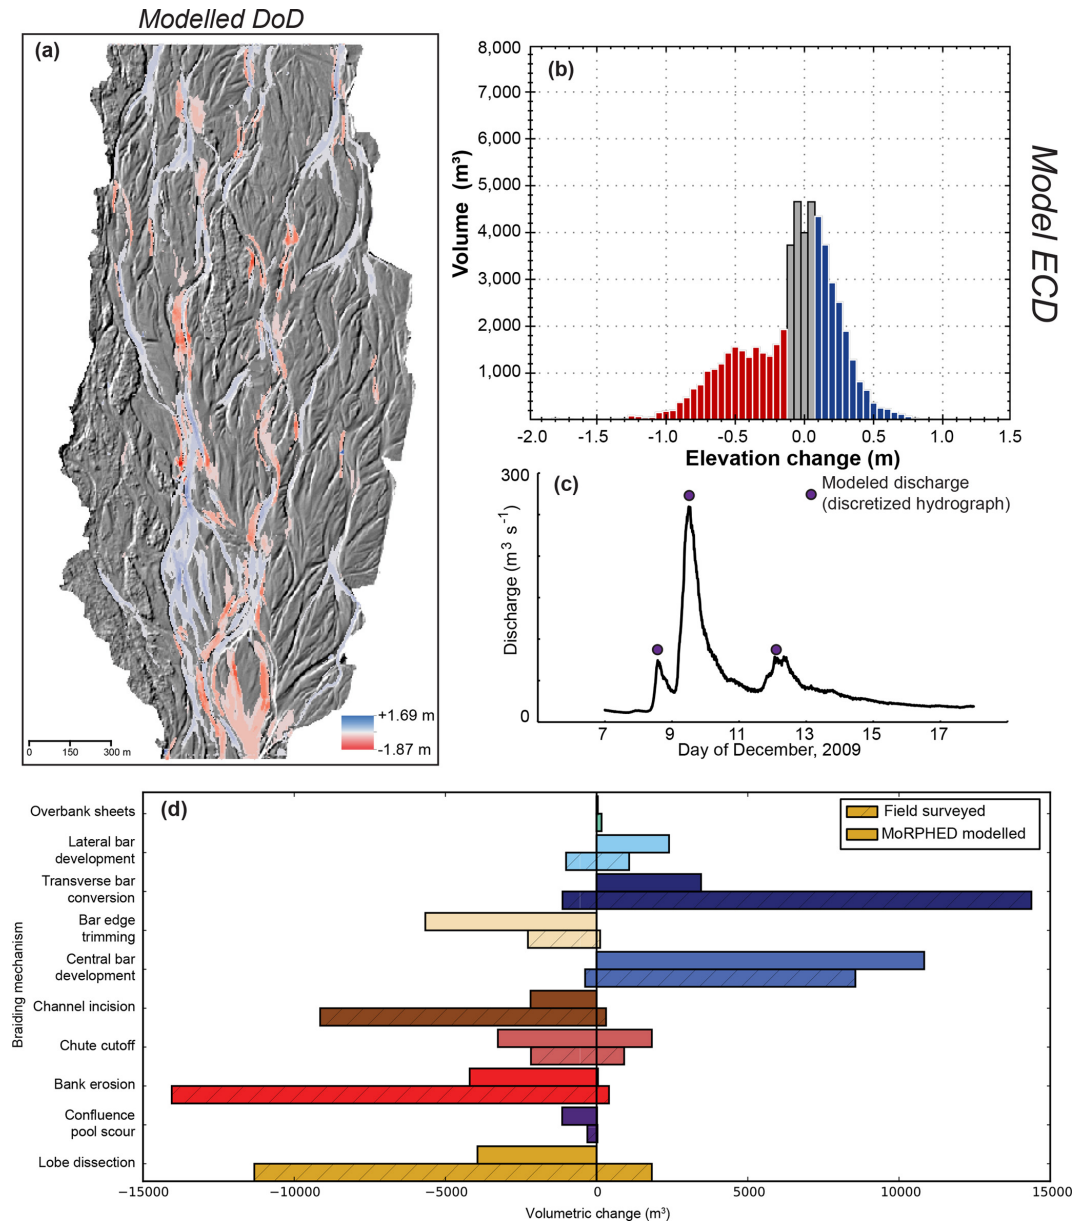 Modelled DoD
(a)
+1.69 m
-1.87 m
0 150 300 m
(b)
8,000
7,000
6,000
5,000
4,000
3,000
2,000
1,000
Volume (m³)
-2.0 -1.5 -1.0 -0.5 0.0 0.5 1.0 1.5
Elevation change (m)
Model ECD
(c)
300
0
Discharge (m³ s⁻¹)
Modeled discharge
(discretized hydrograph)
7 9 11 13 15 17
Day of December, 2009
(d)
Field surveyed
MoRPHED modelled
Braiding mechanism
Overbank sheets
Lateral bar
development
Transverse bar
conversion
Bar edge
trimming
Central bar
development
Channel incision
Chute cutoff
Bank erosion
Confluence
pool scour
Lobe dissection
−15000 −10000 −5000 0 5000 10000 15000
Volumetric change (m³)